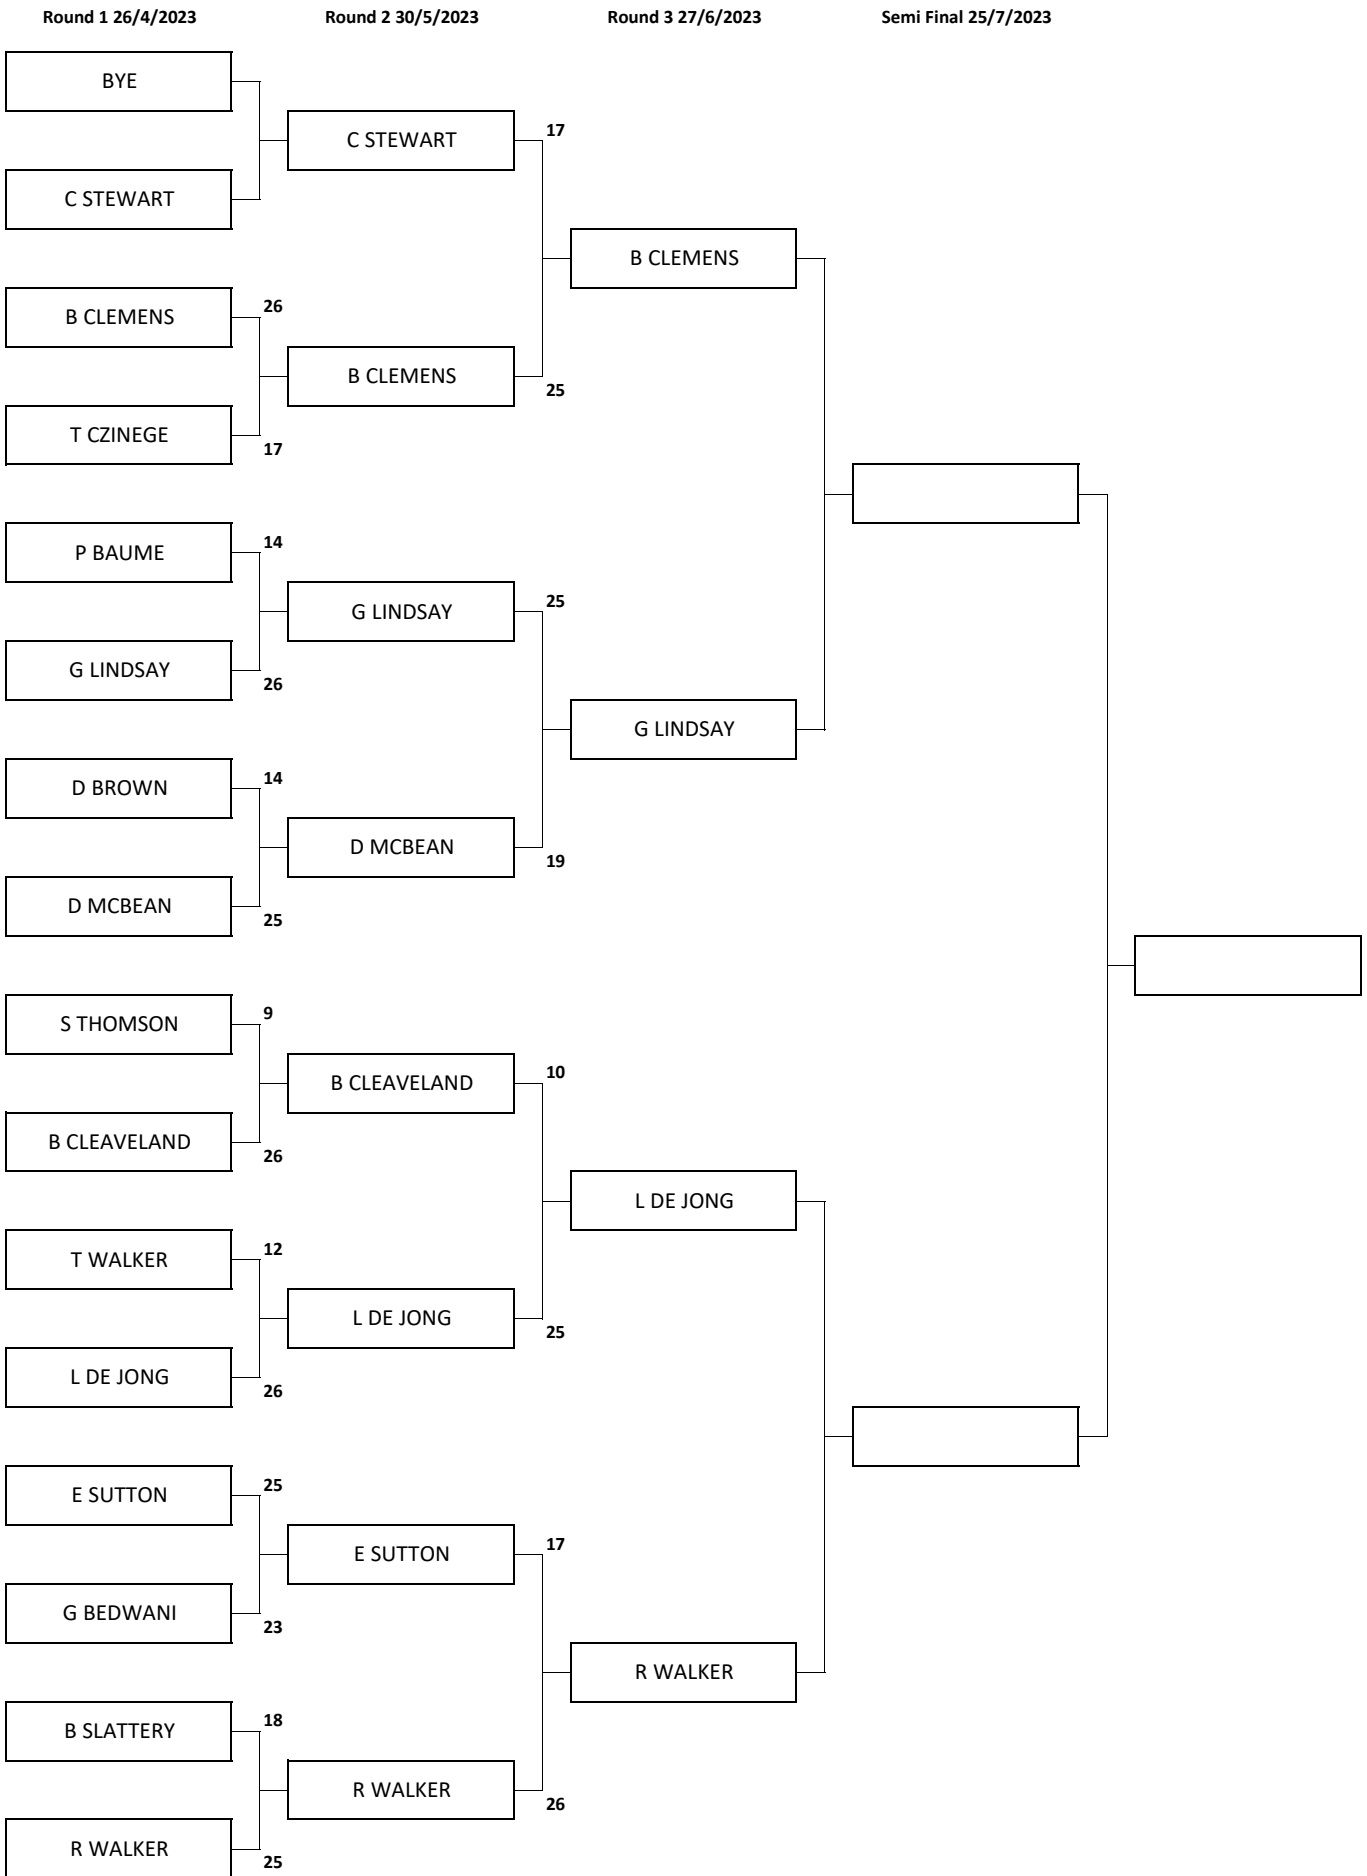 Round 1 26/4/2023
Round 2 30/5/2023
Round 3 27/6/2023
Semi Final 25/7/2023
BYE
C STEWART
17
C STEWART
B CLEMENS
B CLEMENS
26
B CLEMENS
25
T CZINEGE
17
P BAUME
14
G LINDSAY
25
G LINDSAY
26
G LINDSAY
D BROWN
14
D MCBEAN
19
D MCBEAN
25
S THOMSON
9
B CLEAVELAND
10
B CLEAVELAND
26
L DE JONG
T WALKER
12
L DE JONG
25
L DE JONG
26
E SUTTON
25
E SUTTON
17
G BEDWANI
23
R WALKER
B SLATTERY
18
R WALKER
26
R WALKER
25